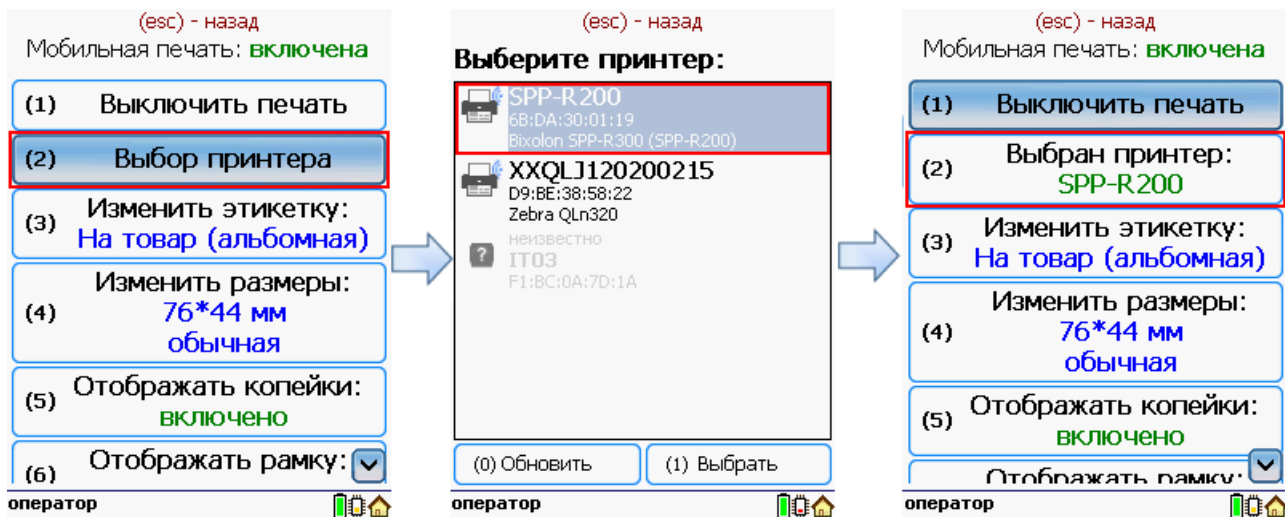 (esc) - назад
Мобильная печать: включена
(1) Выключить печать
(2) Выбор принтера
(3) Изменить этикетку:
На товар (альбомная)
(4) Изменить размеры:
76*44 мм
обычная
(5) Отображать копейки:
включено
(6) Отображать рамку:
оператор
(esc) - назад
Выберите принтер:
SPP-R200
6B:DA:30:01:19
Bixolon SPP-R300 (SPP-R200)
XXQLJ120200215
D9:BE:38:58:22
Zebra QLn320
неизвестно
IT03
F1:BC:0A:7D:1A
(0) Обновить
(1) Выбрать
оператор
(esc) - назад
Мобильная печать: включена
(1) Выключить печать
(2) Выбран принтер:
SPP-R200
(3) Изменить этикетку:
На товар (альбомная)
(4) Изменить размеры:
76*44 мм
обычная
(5) Отображать копейки:
включено
Отображать рамку:
оператор